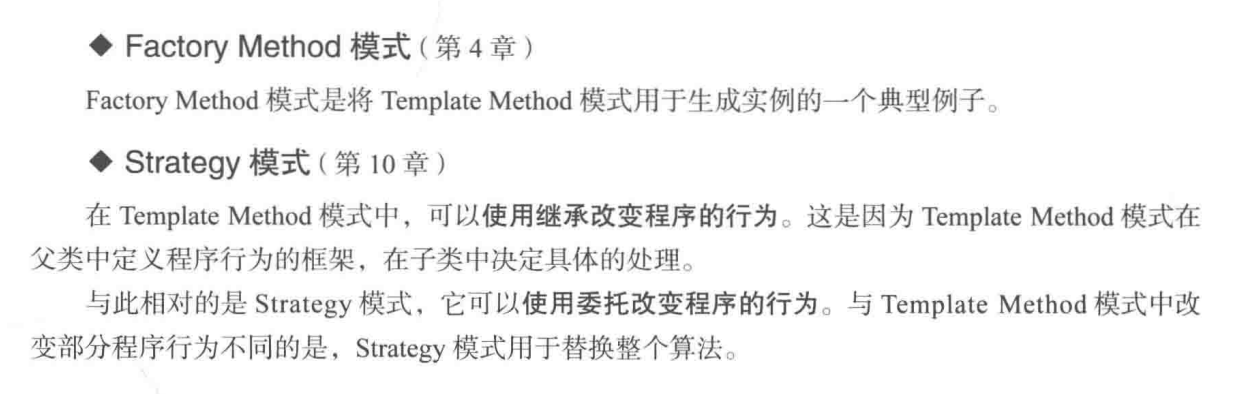 ◆ Factory Method 模式（第 4 章）
Factory Method 模式是将 Template Method 模式用于生成实例的一个典型例子。
◆ Strategy 模式（第 10 章）
在 Template Method 模式中，可以使用继承改变程序的行为。这是因为 Template Method 模式在
父类中定义程序行为的框架，在子类中决定具体的处理。
与此相对的是 Strategy 模式，它可以使用委托改变程序的行为。与 Template Method 模式中改
变部分程序行为不同的是，Strategy 模式用于替换整个算法。